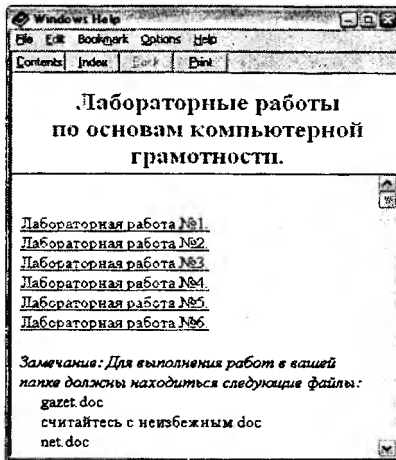 Windows Help
File Edit Bookmark Options Help
Contents Index Back Print
Лабораторные работы
по основам компьютерной
грамотности.
Лабораторная работа №1.
Лабораторная работа №2.
Лабораторная работа №3
Лабораторная работа №4.
Лабораторная работа №5.
Лабораторная работа №6.
Замечание: Для выполнения работ в вашей
папке должны находиться следующие файлы:
gazet.doc
считайтесь с неизбежным doc
net.doc